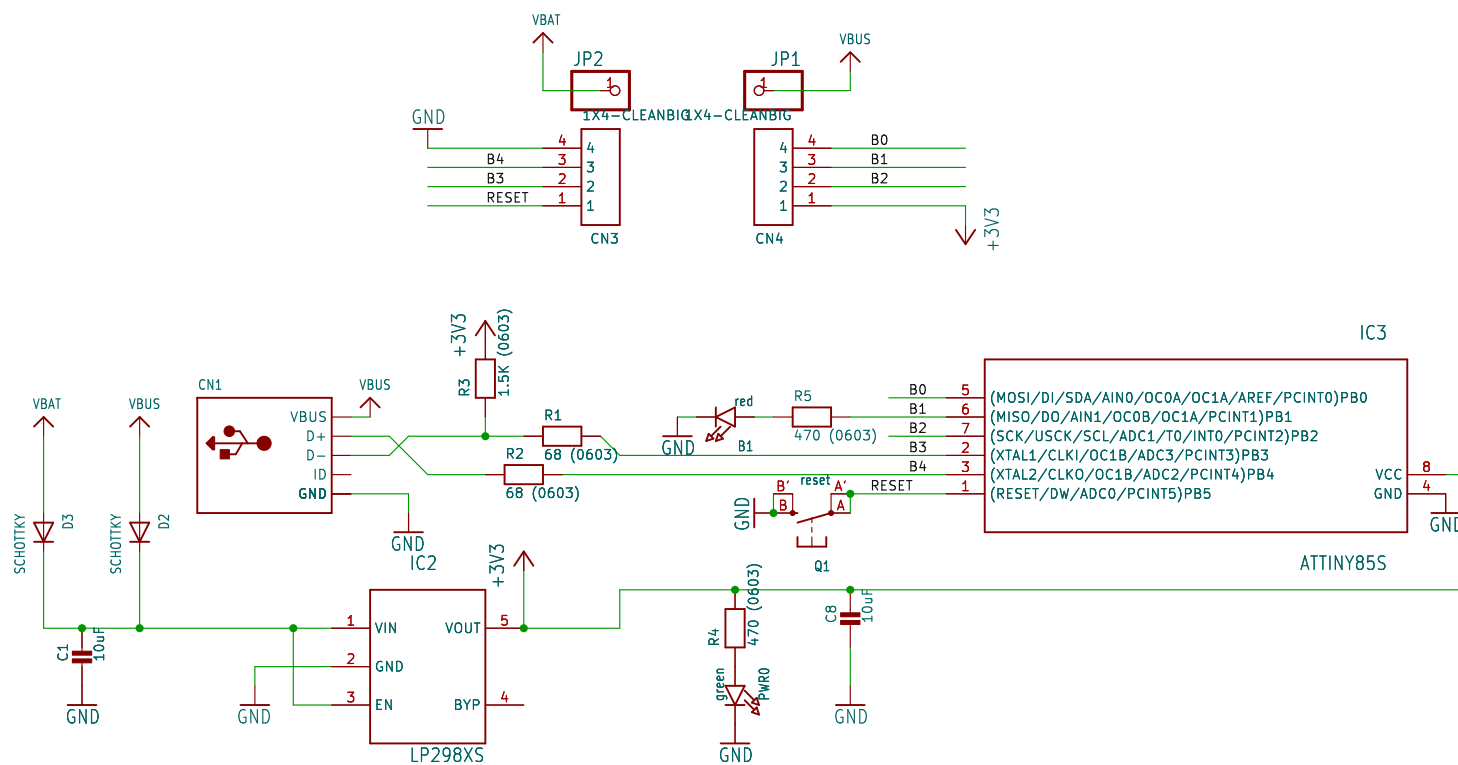 VBAT
VBUS
JP2
JP1
1
1
1X4-CLEANBIG
1X4-CLEANBIG
GND
4
4
B4
3
3
B3
2
2
RESET
1
1
CN3
4
4
B0
3
3
B1
2
2
B2
1
1
CN4
+3V3
+3V3
R3
1.5K (0603)
IC3
CN1
VBUS
VBUS
D+
D-
ID
GND
GND
VBAT
VBUS
R1
68 (0603)
R2
68 (0603)
red
B1
GND
R5
470 (0603)
B0
5
(MOSI/DI/SDA/AIN0/OC0A/OC1A/AREF/PCINT0)PB0
B1
6
(MISO/DO/AIN1/OC0B/OC1A/PCINT1)PB1
B2
7
(SCK/USCK/SCL/ADC1/T0/INT0/PCINT2)PB2
B3
2
(XTAL1/CLKI/OC1B/ADC3/PCINT3)PB3
B4
3
(XTAL2/CLKO/OC1B/ADC2/PCINT4)PB4
RESET
1
(RESET/DW/ADC0/PCINT5)PB5
VCC
8
GND
4
GND
ATTINY85S
reset
B'
A'
B
A
GND
Q1
SCHOTTKY
D3
SCHOTTKY
D2
IC2
+3V3
1
VIN
VOUT
5
2
GND
3
EN
BYP
4
LP298XS
C1
10uF
GND
GND
R4
470 (0603)
green
PWR0
GND
C8
10uF
GND